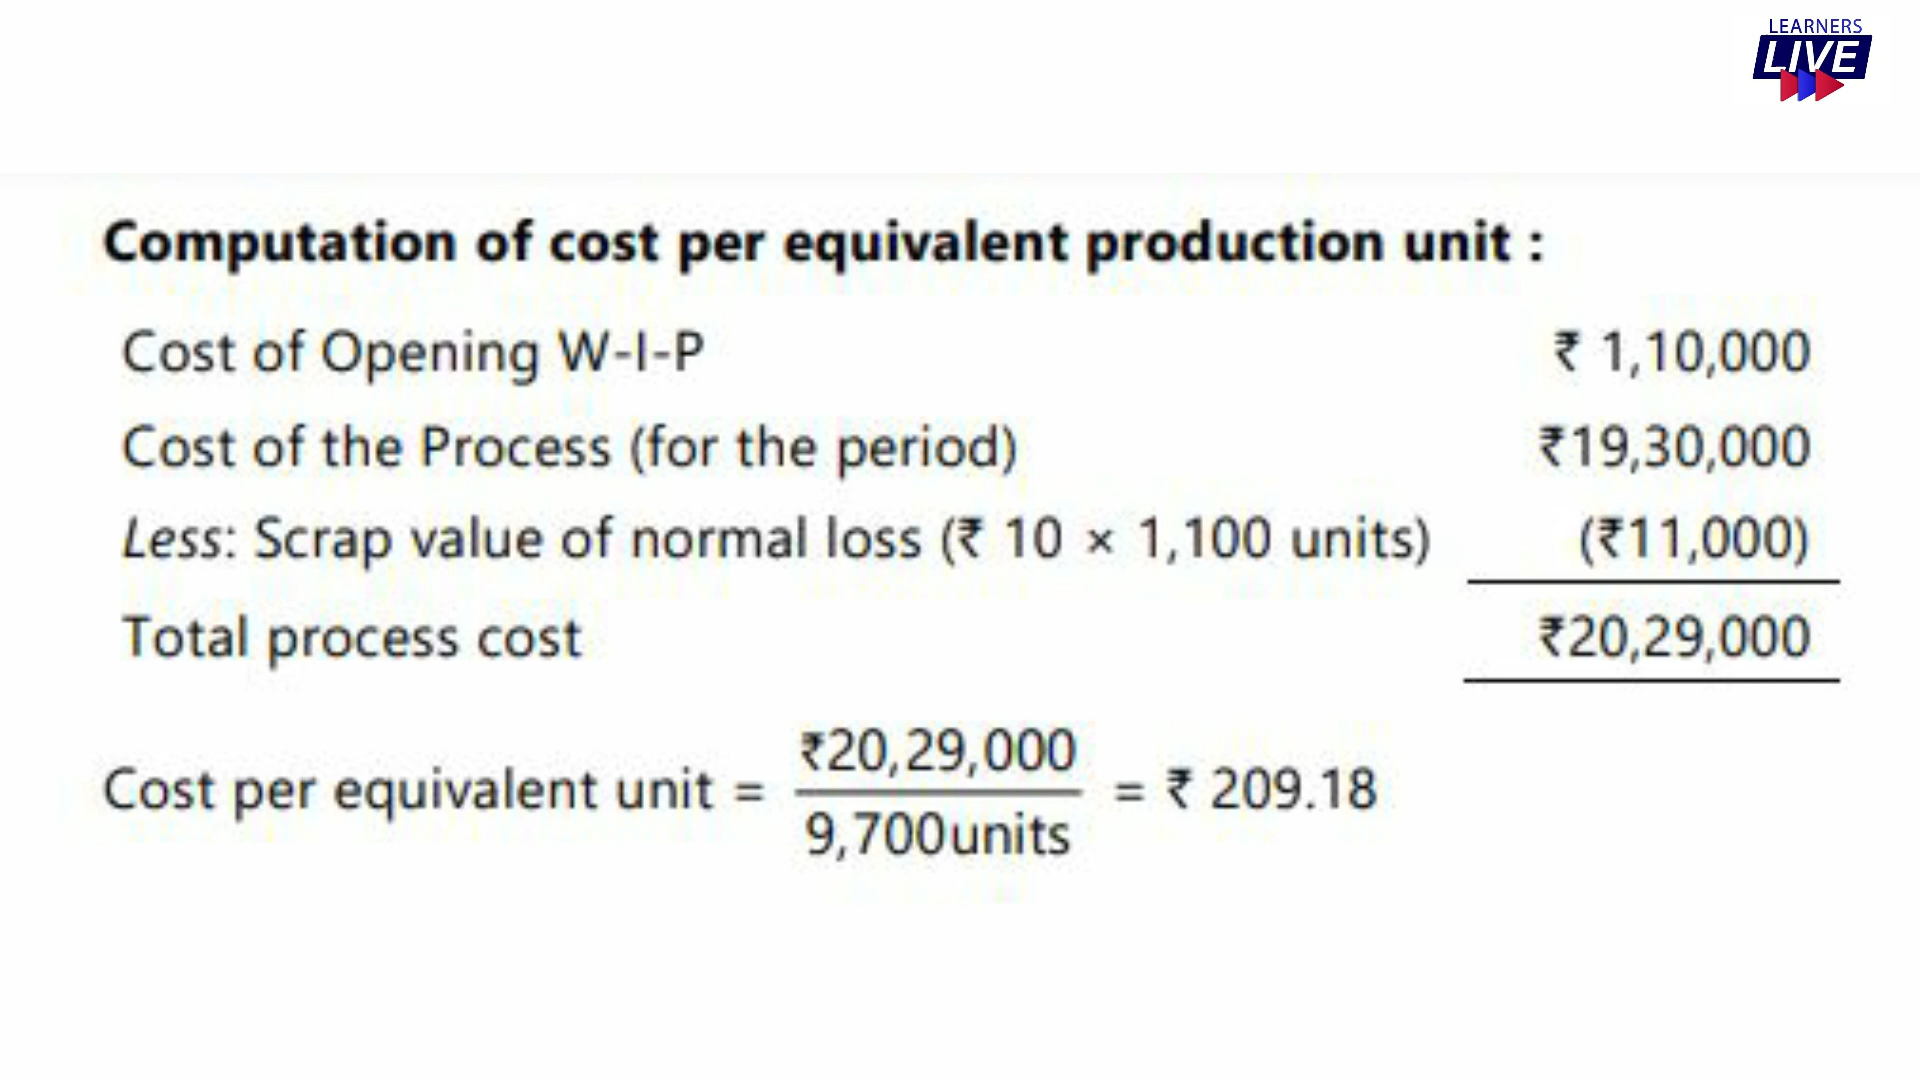 LEARNERS
LIVE
Computation of cost per equivalent production unit :
Cost of Opening W-I-P ₹ 1,10,000
Cost of the Process (for the period) ₹19,30,000
Less: Scrap value of normal loss (₹ 10 × 1,100 units) (₹11,000)
Total process cost ₹20,29,000
₹20,29,000
Cost per equivalent unit = = ₹ 209.18
9,700units